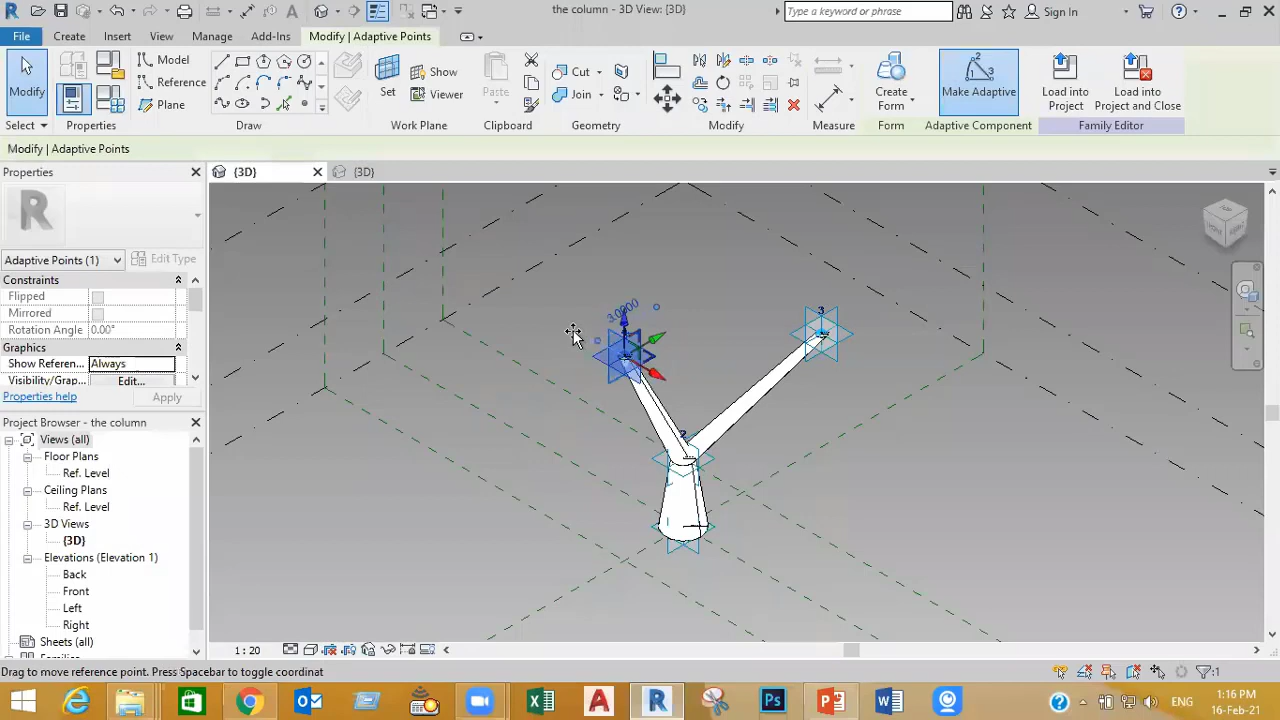 the column - 3D View: {3D}
Type a keyword or phrase
Sign In
File
Create
Insert
View
Manage
Add-Ins
Modify | Adaptive Points
Modify
Select
Properties
Model
Reference
Plane
Draw
Set
Show
Viewer
Work Plane
Paste
Clipboard
Cut
Join
Geometry
Modify
Measure
Create
Form
Form
Make Adaptive
Adaptive Component
Load into
Project
Load into
Project and Close
Family Editor
Modify | Adaptive Points
Properties
{3D}
{3D}
R
Adaptive Points (1)
Edit Type
Constraints
Flipped
Mirrored
Rotation Angle 0.00°
Graphics
Show Referen... Always
Visibility/Grap... Edit...
Properties help
Apply
Project Browser - the column
Views (all)
Floor Plans
Ref. Level
Ceiling Plans
Ref. Level
3D Views
{3D}
Elevations (Elevation 1)
Back
Front
Left
Right
Sheets (all)
3
2
1 : 20
Drag to move reference point. Press Spacebar to toggle coordinat
:1
ENG
1:16 PM
16-Feb-21